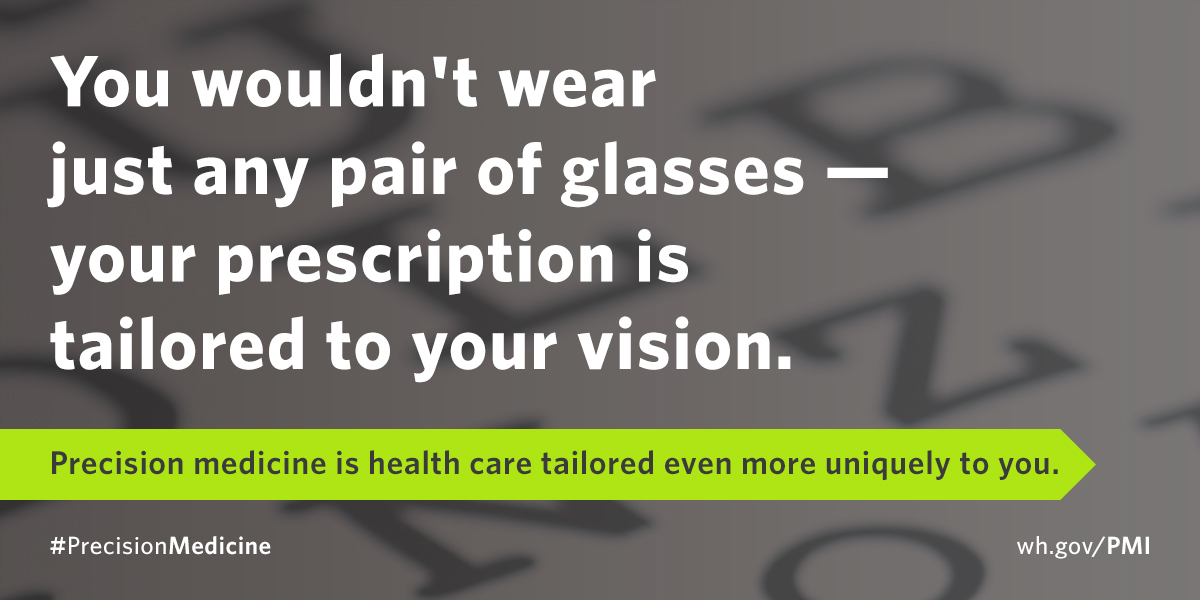 You wouldn't wear
just any pair of glasses —
your prescription is
tailored to your vision.
Precision medicine is health care tailored even more uniquely to you.
#PrecisionMedicine
wh.gov/PMI